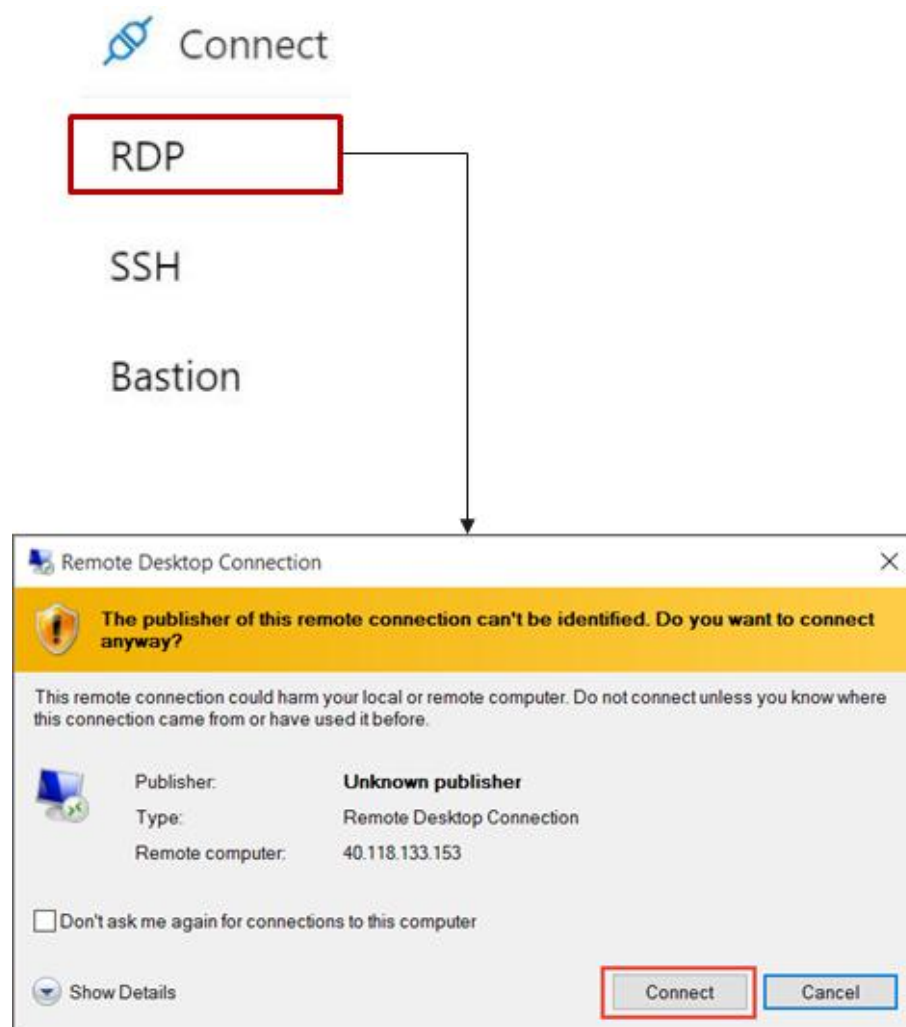 Connect
RDP
SSH
Bastion
Remote Desktop Connection
The publisher of this remote connection can't be identified. Do you want to connect
anyway?
This remote connection could harm your local or remote computer. Do not connect unless you know where
this connection came from or have used it before.
Publisher: Unknown publisher
Type: Remote Desktop Connection
Remote computer: 40.118.133.153
Don't ask me again for connections to this computer
Show Details Connect Cancel